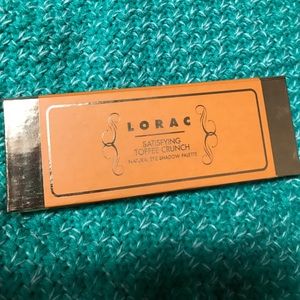 LORAC
SATISFYING
TOFFEE CRUNCH
NATURAL EYE SHADOW PALETTE